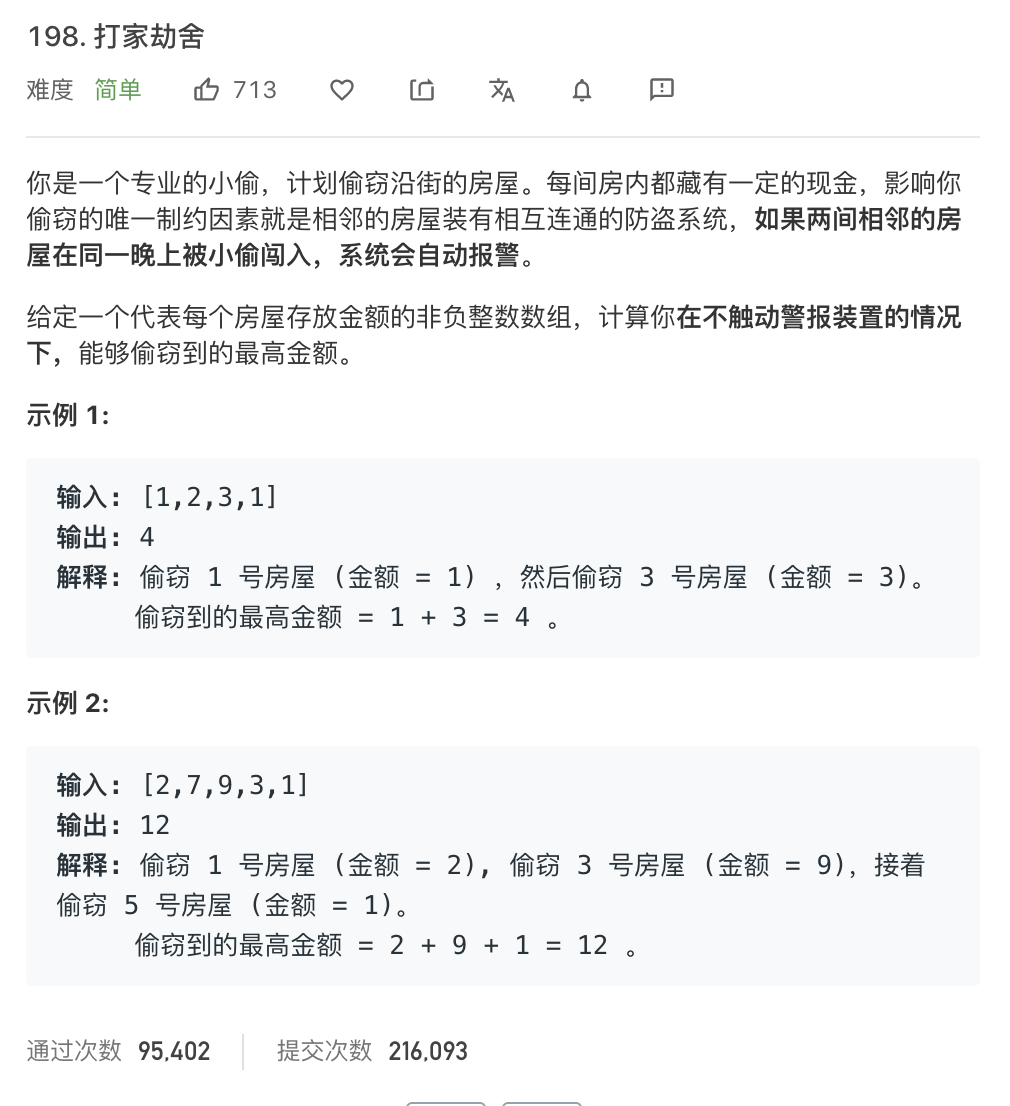 198. 打家劫舍
难度 简单 713
你是一个专业的小偷，计划偷窃沿街的房屋。每间房内都藏有一定的现金，影响你
偷窃的唯一制约因素就是相邻的房屋装有相互连通的防盗系统，如果两间相邻的房
屋在同一晚上被小偷闯入，系统会自动报警。
给定一个代表每个房屋存放金额的非负整数数组，计算你在不触动警报装置的情况
下，能够偷窃到的最高金额。
示例 1:
输入: [1,2,3,1]
输出: 4
解释: 偷窃 1 号房屋 (金额 = 1) ，然后偷窃 3 号房屋 (金额 = 3)。
偷窃到的最高金额 = 1 + 3 = 4 。
示例 2:
输入: [2,7,9,3,1]
输出: 12
解释: 偷窃 1 号房屋 (金额 = 2), 偷窃 3 号房屋 (金额 = 9)，接着
偷窃 5 号房屋 (金额 = 1)。
偷窃到的最高金额 = 2 + 9 + 1 = 12 。
通过次数 95,402 提交次数 216,093